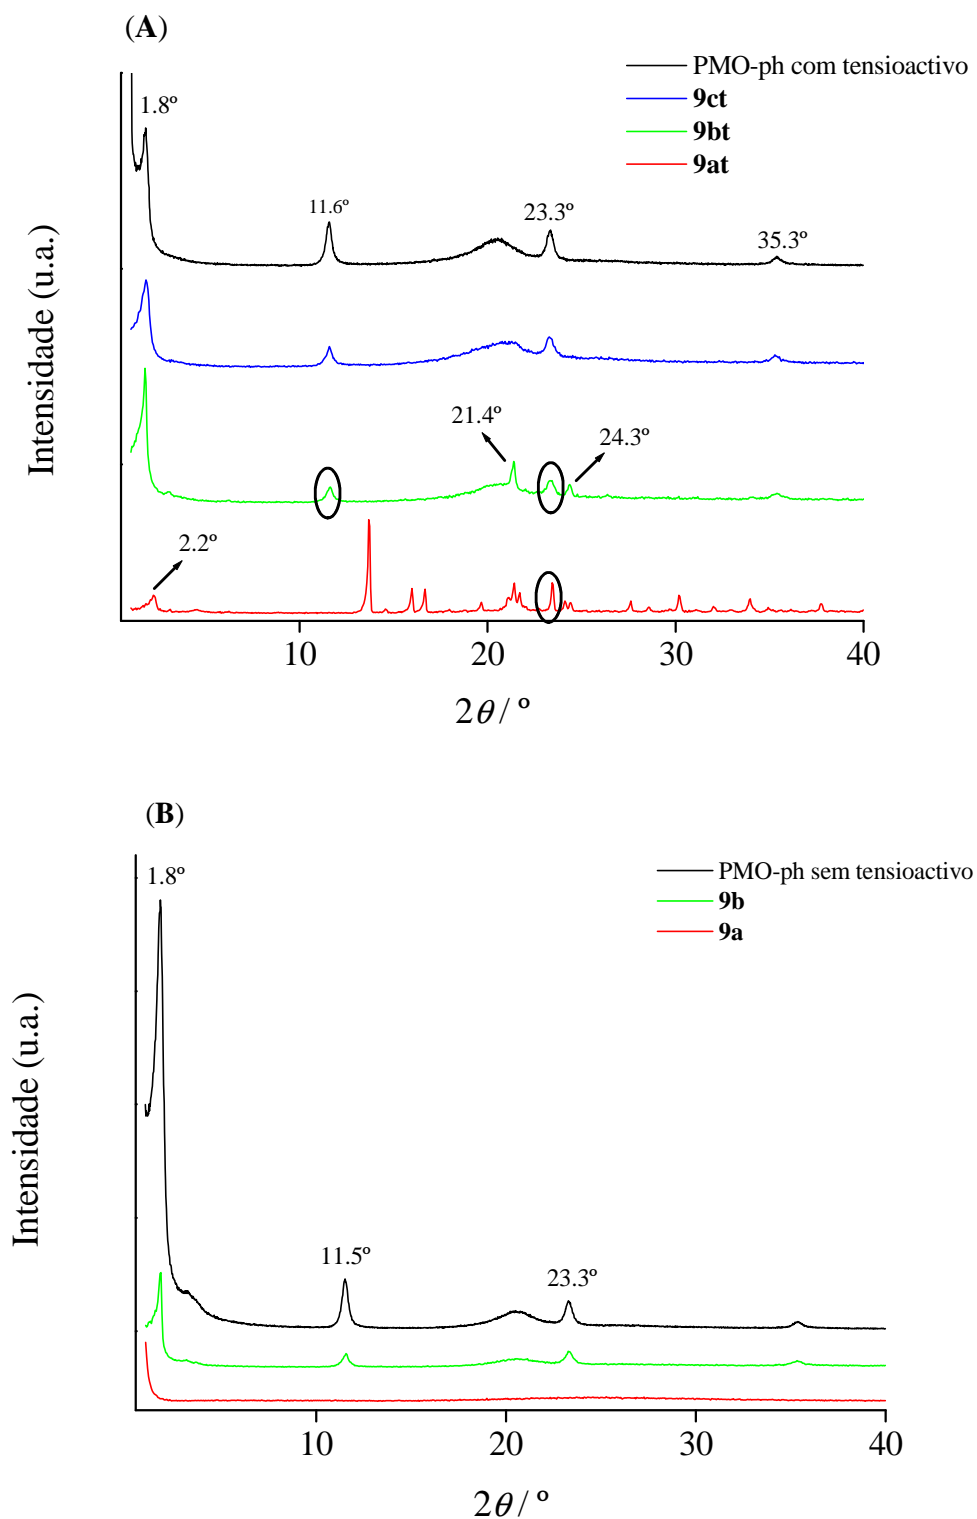 (A)
PMO-ph com tensioactivo
9ct
9bt
9at
1.8º
11.6º
23.3º
35.3º
21.4º
24.3º
2.2º
Intensidade (u.a.)
10
20
30
40
2θ / º
(B)
PMO-ph sem tensioactivo
9b
9a
1.8º
11.5º
23.3º
Intensidade (u.a.)
10
20
30
40
2θ / º